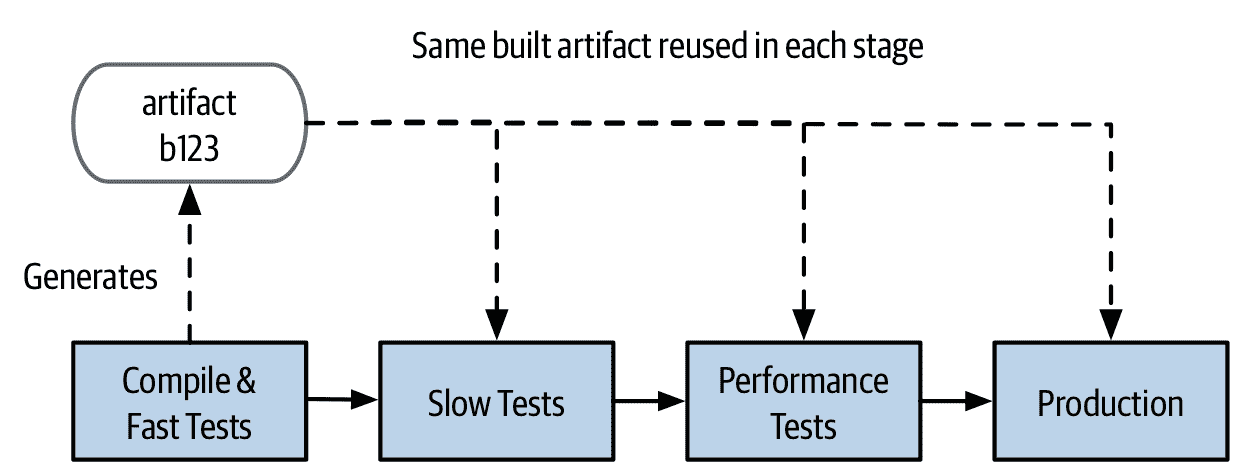 Same built artifact reused in each stage
artifact
b123
Generates
Compile &
Fast Tests
Slow Tests
Performance
Tests
Production